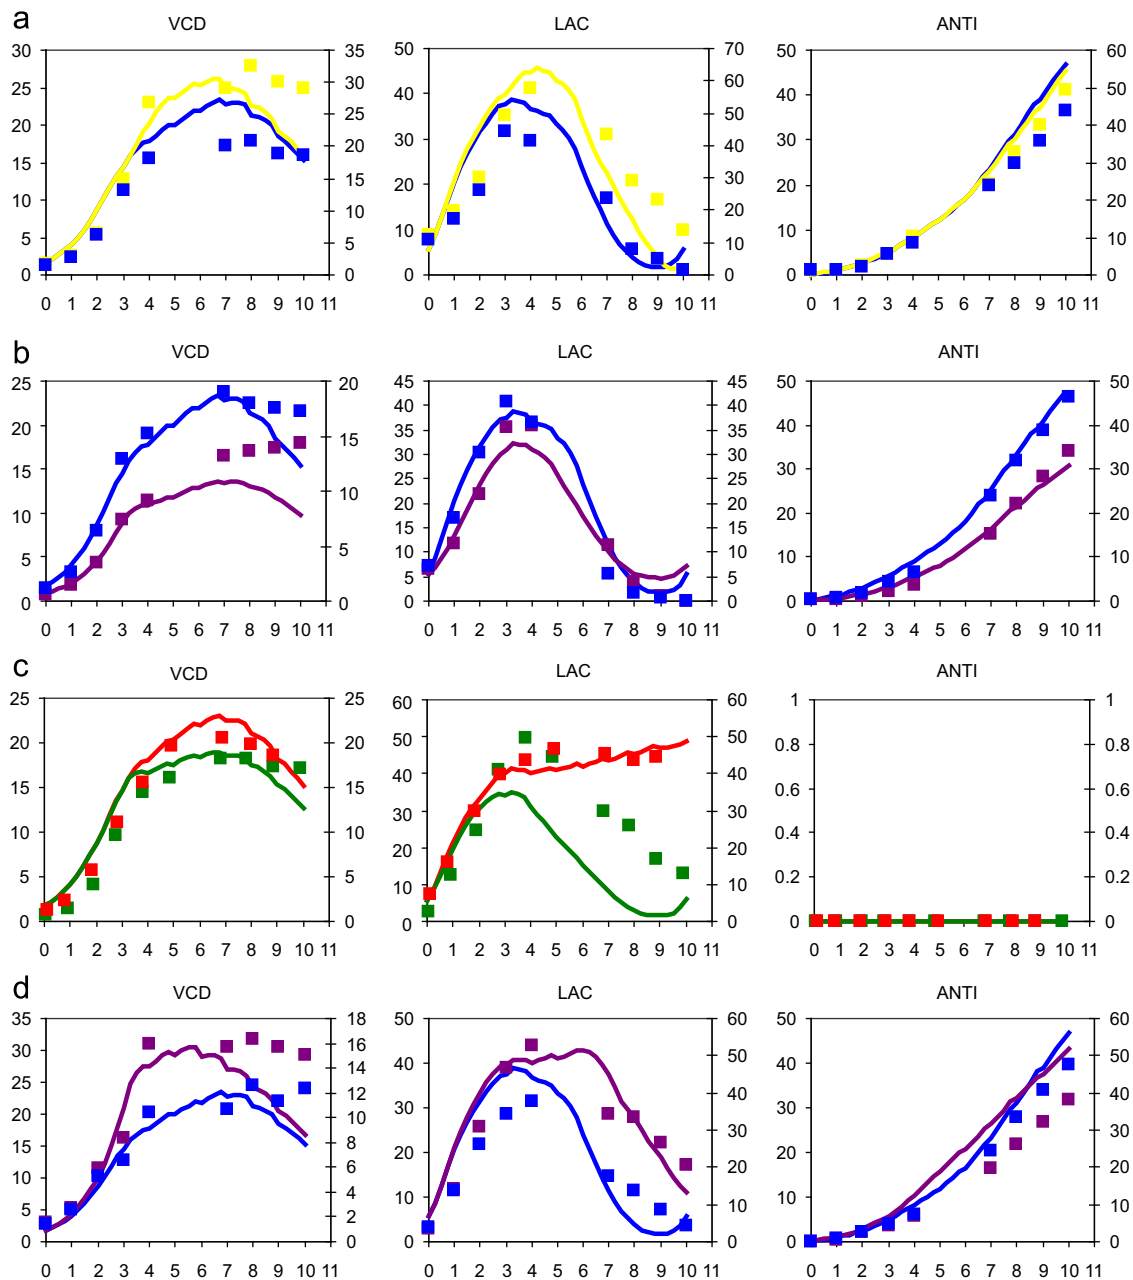 a
VCD LAC ANTI
30 35 50 70 50 60
25 30 60 50
20 25 40 50 40 40
15 20 30 40 30 30
10 15 20 30 20 20
5 10 10 20 10 10
5 10
0 0 0 0 0 0
0 1 2 3 4 5 6 7 8 9 10 11 0 1 2 3 4 5 6 7 8 9 10 11 0 1 2 3 4 5 6 7 8 9 10 11
b
VCD LAC ANTI
25 20 45 45 50 50
20 15 40 40 40 40
15 10 35 35 30 30
10 5 30 30 20 20
5 25 25 10 10
20 20
15 15
10 10
5 5
0 0 0 0 0 0
0 1 2 3 4 5 6 7 8 9 10 11 0 1 2 3 4 5 6 7 8 9 10 11 0 1 2 3 4 5 6 7 8 9 10 11
c
VCD LAC ANTI
25 25 60 60 1 1
20 20 50 50 0.8 0.8
15 15 40 40 0.6 0.6
10 10 30 30 0.4 0.4
5 5 20 20 0.2 0.2
10 10
0 0 0 0 0 0
0 1 2 3 4 5 6 7 8 9 10 11 0 1 2 3 4 5 6 7 8 9 10 11 0 1 2 3 4 5 6 7 8 9 10 11
d
VCD LAC ANTI
35 18 50 60 50 60
30 16 40 50 40 50
25 14 30 40 30 40
20 12 20 30 20 30
15 10 10 20 10 20
10 8 10 10
5 6
4
2
0 0 0 0 0 0
0 1 2 3 4 5 6 7 8 9 10 11 0 1 2 3 4 5 6 7 8 9 10 11 0 1 2 3 4 5 6 7 8 9 10 11